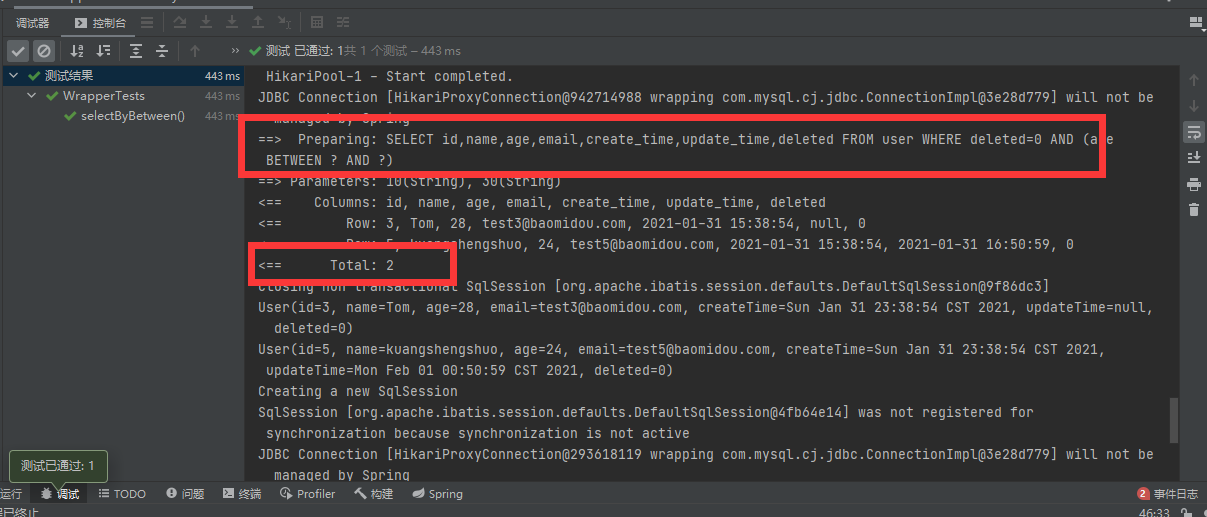 调试器 控制台
测试 已通过: 1共 1 个测试 – 443 ms
测试结果 443 ms
WrapperTests 443 ms
selectByBetween() 443 ms
HikariPool-1 - Start completed.
JDBC Connection [HikariProxyConnection@942714988 wrapping com.mysql.cj.jdbc.ConnectionImpl@3e28d779] will not be
managed by Spring
==> Preparing: SELECT id,name,age,email,create_time,update_time,deleted FROM user WHERE deleted=0 AND (age
BETWEEN ? AND ?)
==> Parameters: 10(String), 30(String)
<== Columns: id, name, age, email, create_time, update_time, deleted
<== Row: 3, Tom, 28, test3@baomidou.com, 2021-01-31 15:38:54, null, 0
Row: 5, kuangshengshuo, 24, test5@baomidou.com, 2021-01-31 15:38:54, 2021-01-31 16:50:59, 0
<== Total: 2
Closing non transactional SqlSession [org.apache.ibatis.session.defaults.DefaultSqlSession@9f86dc3]
User(id=3, name=Tom, age=28, email=test3@baomidou.com, createTime=Sun Jan 31 23:38:54 CST 2021, updateTime=null,
deleted=0)
User(id=5, name=kuangshengshuo, age=24, email=test5@baomidou.com, createTime=Sun Jan 31 23:38:54 CST 2021,
updateTime=Mon Feb 01 00:50:59 CST 2021, deleted=0)
Creating a new SqlSession
SqlSession [org.apache.ibatis.session.defaults.DefaultSqlSession@4fb64e14] was not registered for
synchronization because synchronization is not active
JDBC Connection [HikariProxyConnection@293618119 wrapping com.mysql.cj.jdbc.ConnectionImpl@3e28d779] will not be
managed by Spring
测试已通过: 1
运行 调试 TODO 问题 终端 Profiler 构建 Spring 2 事件日志
已终止 46:33